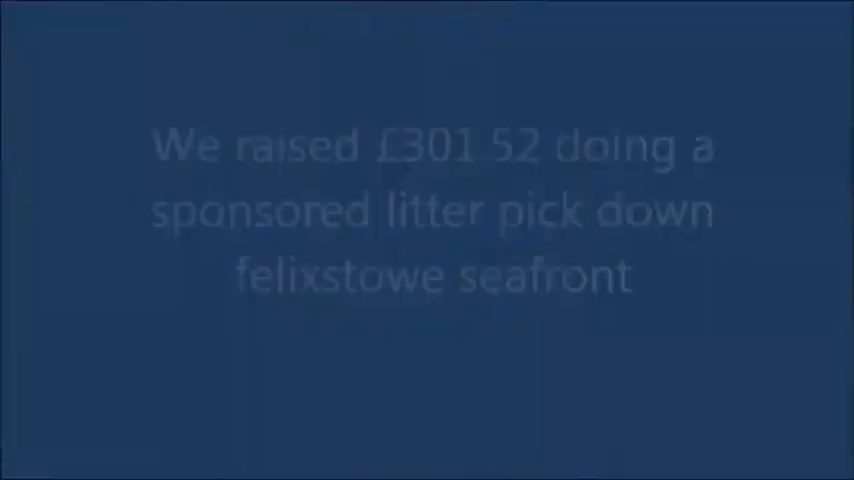 We raised £301.52 doing a
sponsored litter pick down
felixstowe seafront